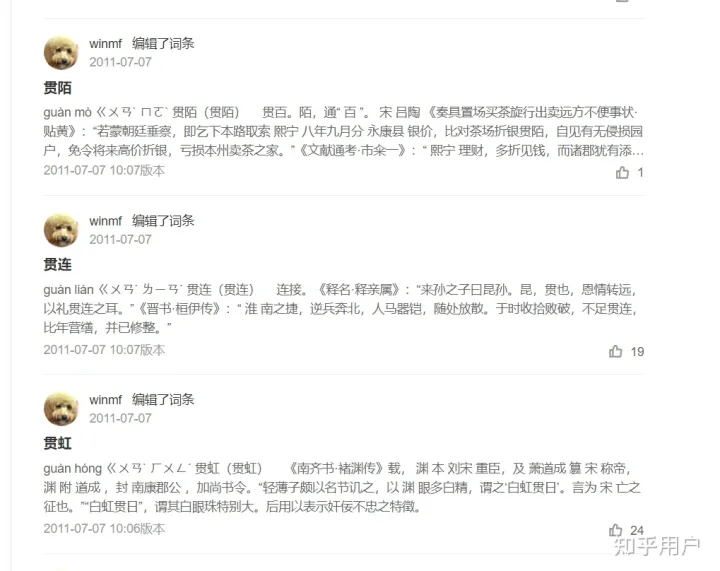 winmf 编辑了词条
2011-07-07
贯陌
guàn mò ㄍㄨㄢˋ ㄇㄛˋ 贯陌（贯陌） 贯百。陌，通“ 百 ”。 宋 吕陶 《奏具置场买茶旋行出卖远方不便事状·
贴黄》：“若蒙朝廷垂察，即乞下本路取索 熙宁 八年九月分 永康县 银价，比对茶场折银贯陌，自见有无侵损园
户，免令将来高价折银，亏损本州卖茶之家。”《文献通考·市籴一》：“ 熙宁 理财，多折见钱，而诸郡犹有添…
2011-07-07 10:07版本
1
winmf 编辑了词条
2011-07-07
贯连
guàn lián ㄍㄨㄢˋ ㄌㄧㄢˊ 贯连（贯连） 连接。《释名·释亲属》：“来孙之子曰昆孙。昆，贯也，恩情转远，
以礼贯连之耳。”《晋书·桓伊传》：“ 淮 南之捷，逆兵奔北，人马器铠，随处放散。于时收拾败破，不足贯连，
比年营缮，并已修整。”
2011-07-07 10:07版本
19
winmf 编辑了词条
2011-07-07
贯虹
guàn hóng ㄍㄨㄢˋ ㄏㄨㄥˊ 贯虹（贯虹） 《南齐书·褚渊传》载， 渊 本 刘宋 重臣，及 萧道成 篡 宋 称帝，
渊 附 道成 ，封 南康郡公 ，加尚书令。“轻薄子颇以名节讥之，以 渊 眼多白精，谓之‘白虹贯日’。言为 宋 亡之
征也。”“白虹贯日”，谓其白眼珠特别大。后用以表示奸佞不忠之特徵。
2011-07-07 10:06版本
24
知乎用户